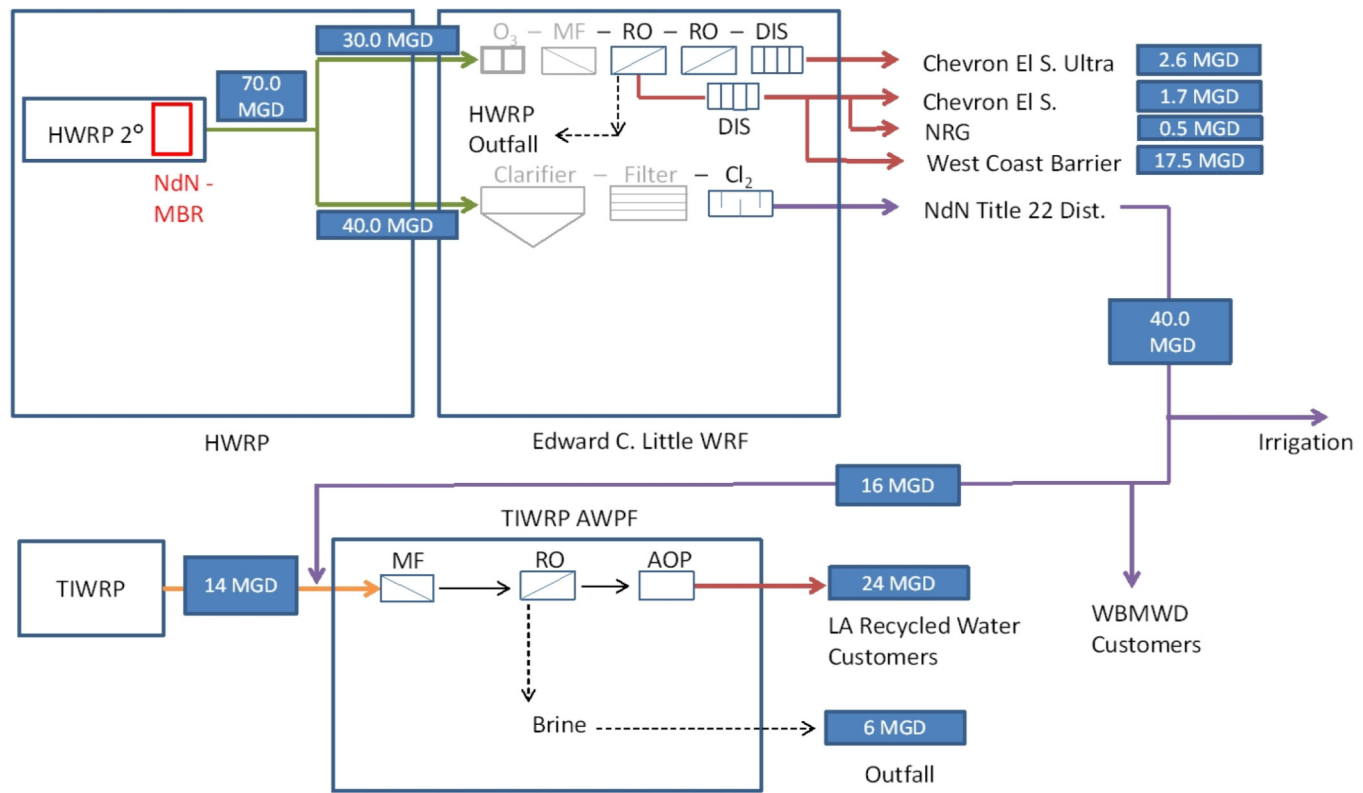 30.0 MGD
O3 – MF – RO – RO – DIS
Chevron El S. Ultra 2.6 MGD
70.0
MGD
Chevron El S. 1.7 MGD
HWRP 2°
HWRP
Outfall
DIS
NRG 0.5 MGD
West Coast Barrier 17.5 MGD
NdN -
MBR
Clarifier – Filter – Cl2
40.0 MGD
NdN Title 22 Dist.
40.0
MGD
HWRP
Edward C. Little WRF
Irrigation
16 MGD
TIWRP AWPF
TIWRP
14 MGD
MF
RO
AOP
24 MGD
LA Recycled Water
Customers
WBMWD
Customers
Brine
6 MGD
Outfall